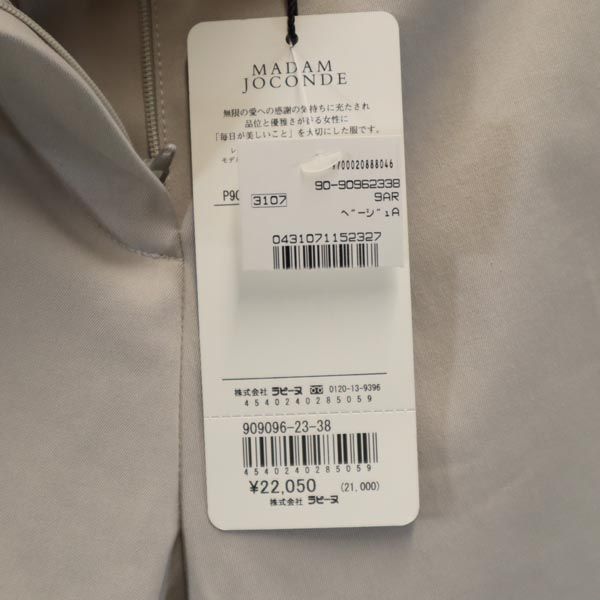 MADAM
JOCONDE
無限の愛への感謝の気持ちに充たされ
品位と優雅さがある女性に
「毎日が美しいこと」を大切にした服です。
モデ
700020888046
90-90962338
3107
9AR
ベージュA
0431071152327
株式会社 ラピーヌ 0120-13-9396
4540240285059
909096-23-38
4540240285059
¥22,050 (21,000)
株式会社 ラピーヌ